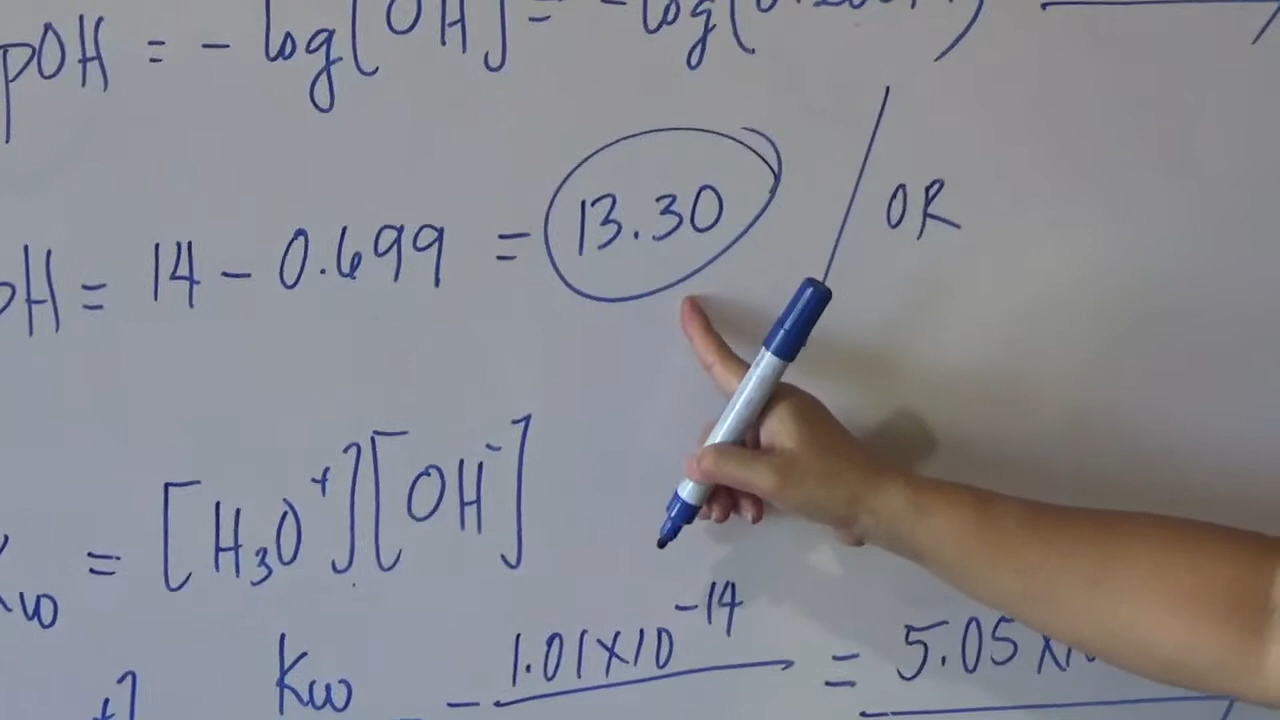 pOH = - log[OH] = - log(
pH = 14 - 0.699 = 13.30 / OR
Kw = [H3O+][OH-]
Kw = 1.01x10-14 = 5.05 x